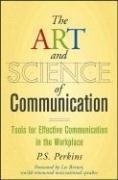 The
ART and
SCIENCE of
Communication
Tools for Effective Communication
in the Workplace
P.S. Perkins
Foreword by Les Brown,
world-renowned motivational speaker